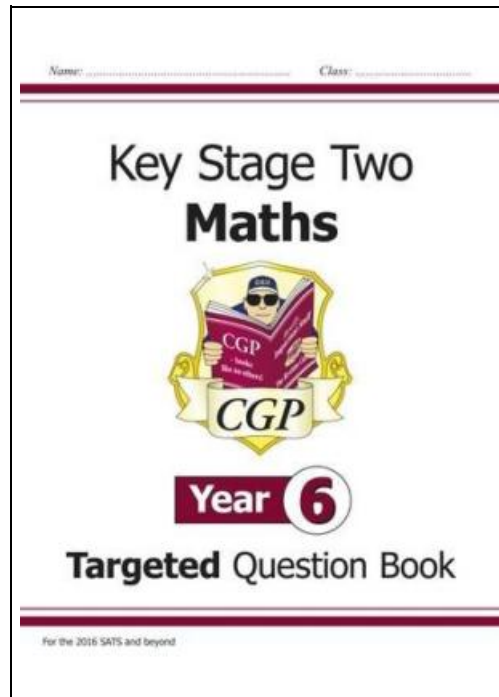 Name: Class:
Key Stage Two
Maths
CGP
CGP
Year 6
Targeted Question Book
For the 2016 SATS and beyond